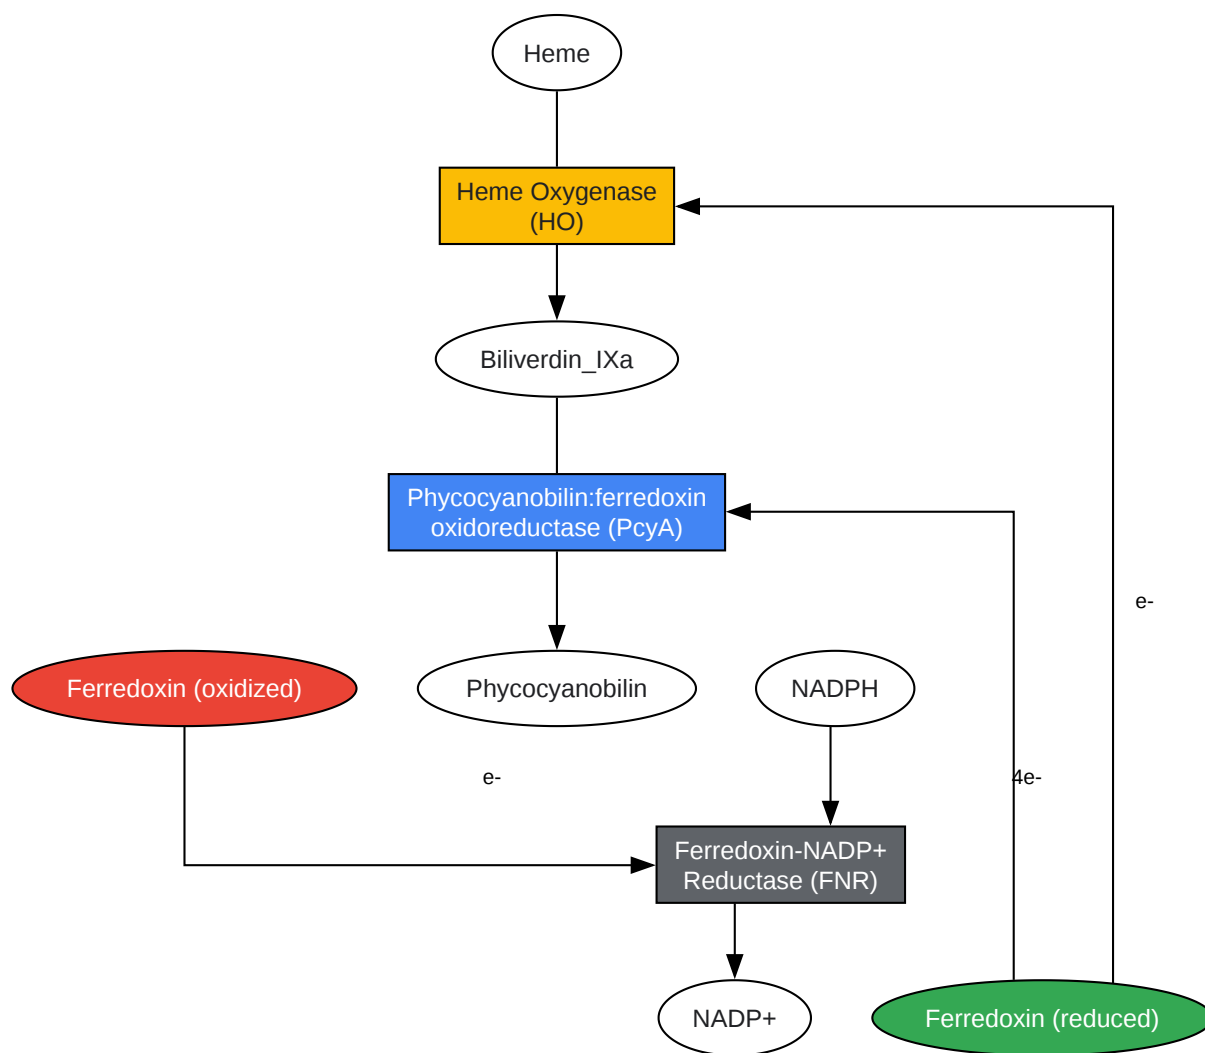 Heme
Heme Oxygenase
(HO)
Biliverdin_IXa
Phycocyanobilin:ferredoxin
oxidoreductase (PcyA)
e-
Ferredoxin (oxidized)
Phycocyanobilin
NADPH
e-
4e-
Ferredoxin-NADP+
Reductase (FNR)
NADP+
Ferredoxin (reduced)